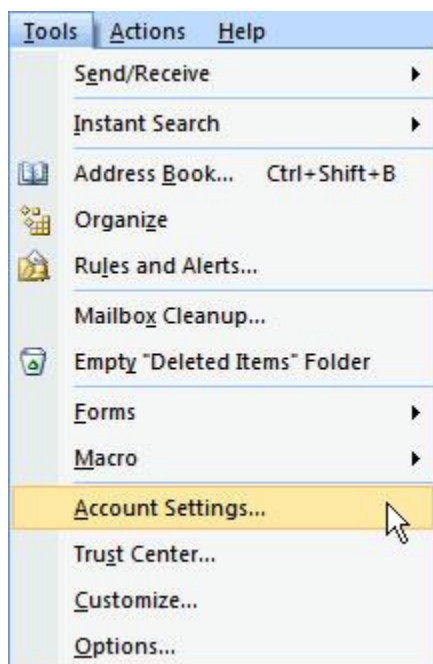 Tools Actions Help
Send/Receive
Instant Search
Address Book... Ctrl+Shift+B
Organize
Rules and Alerts...
Mailbox Cleanup...
Empty "Deleted Items" Folder
Forms
Macro
Account Settings...
Trust Center...
Customize...
Options...